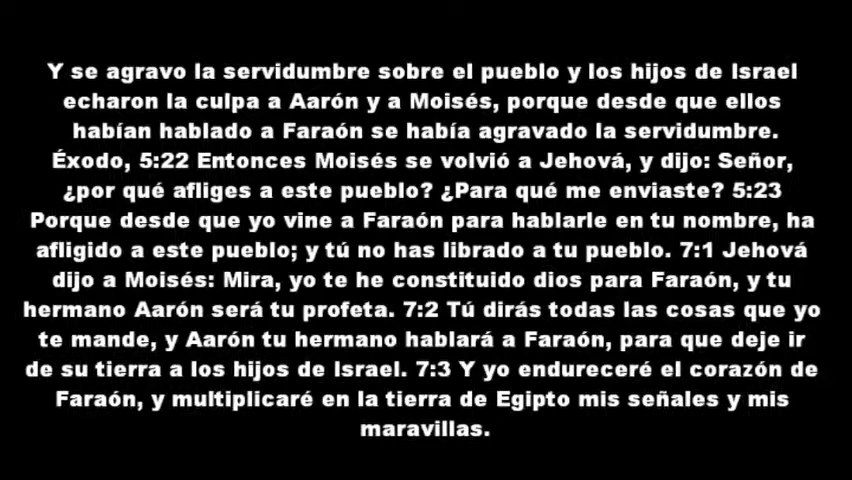 Y se agravo la servidumbre sobre el pueblo y los hijos de Israel
echaron la culpa a Aarón y a Moisés, porque desde que ellos
habían hablado a Faraón se había agravado la servidumbre.
Éxodo, 5:22 Entonces Moisés se volvió a Jehová, y dijo: Señor,
¿por qué afliges a este pueblo? ¿Para qué me enviaste? 5:23
Porque desde que yo vine a Faraón para hablarle en tu nombre, ha
afligido a este pueblo; y tú no has librado a tu pueblo. 7:1 Jehová
dijo a Moisés: Mira, yo te he constituido dios para Faraón, y tu
hermano Aarón será tu profeta. 7:2 Tú dirás todas las cosas que yo
te mande, y Aarón tu hermano hablará a Faraón, para que deje ir
de su tierra a los hijos de Israel. 7:3 Y yo endureceré el corazón de
Faraón, y multiplicaré en la tierra de Egipto mis señales y mis
maravillas.